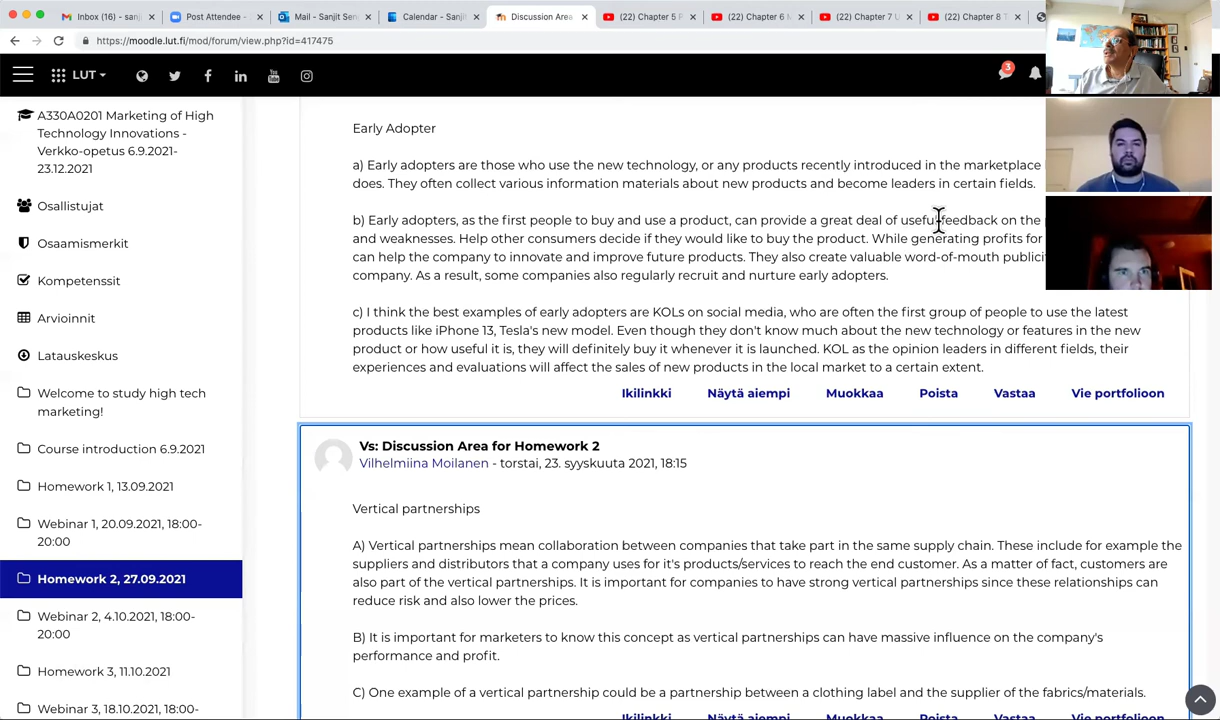 Inbox (16) - sanj
Post Attendee -
Mail - Sanjit Sen
Calendar - Sanji
Discussion Area
(22) Chapter 5 P
(22) Chapter 6 M
(22) Chapter 7 U
(22) Chapter 8 T
https://moodle.lut.fi/mod/forum/view.php?id=417475
LUT
You Tube
in
3
A330A0201 Marketing of High
Technology Innovations -
Verkko-opetus 6.9.2021-
23.12.2021
Osallistujat
Osaamismerkit
Kompetenssit
Arvioinnit
Latauskeskus
Welcome to study high tech
marketing!
Course introduction 6.9.2021
Homework 1, 13.09.2021
Webinar 1, 20.09.2021, 18:00-
20:00
Homework 2, 27.09.2021
Webinar 2, 4.10.2021, 18:00-
20:00
Homework 3, 11.10.2021
Webinar 3, 18.10.2021, 18:00-
Early Adopter
a) Early adopters are those who use the new technology, or any products recently introduced in the marketplace
does. They often collect various information materials about new products and become leaders in certain fields.
b) Early adopters, as the first people to buy and use a product, can provide a great deal of useful feedback on the
and weaknesses. Help other consumers decide if they would like to buy the product. While generating profits for
can help the company to innovate and improve future products. They also create valuable word-of-mouth publici
company. As a result, some companies also regularly recruit and nurture early adopters.
c) I think the best examples of early adopters are KOLs on social media, who are often the first group of people to use the latest
products like iPhone 13, Tesla's new model. Even though they don't know much about the new technology or features in the new
product or how useful it is, they will definitely buy it whenever it is launched. KOL as the opinion leaders in different fields, their
experiences and evaluations will affect the sales of new products in the local market to a certain extent.
Ikilinkki Näytä aiempi Muokkaa Poista Vastaa Vie portfolioon
Vs: Discussion Area for Homework 2
Vilhelmiina Moilanen - torstai, 23. syyskuuta 2021, 18:15
Vertical partnerships
A) Vertical partnerships mean collaboration between companies that take part in the same supply chain. These include for example the
suppliers and distributors that a company uses for it's products/services to reach the end customer. As a matter of fact, customers are
also part of the vertical partnerships. It is important for companies to have strong vertical partnerships since these relationships can
reduce risk and also lower the prices.
B) It is important for marketers to know this concept as vertical partnerships can have massive influence on the company's
performance and profit.
C) One example of a vertical partnership could be a partnership between a clothing label and the supplier of the fabrics/materials.
Ikilinkki Näytä aiempi Muokkaa Poista Vastaa Vie portfolioon